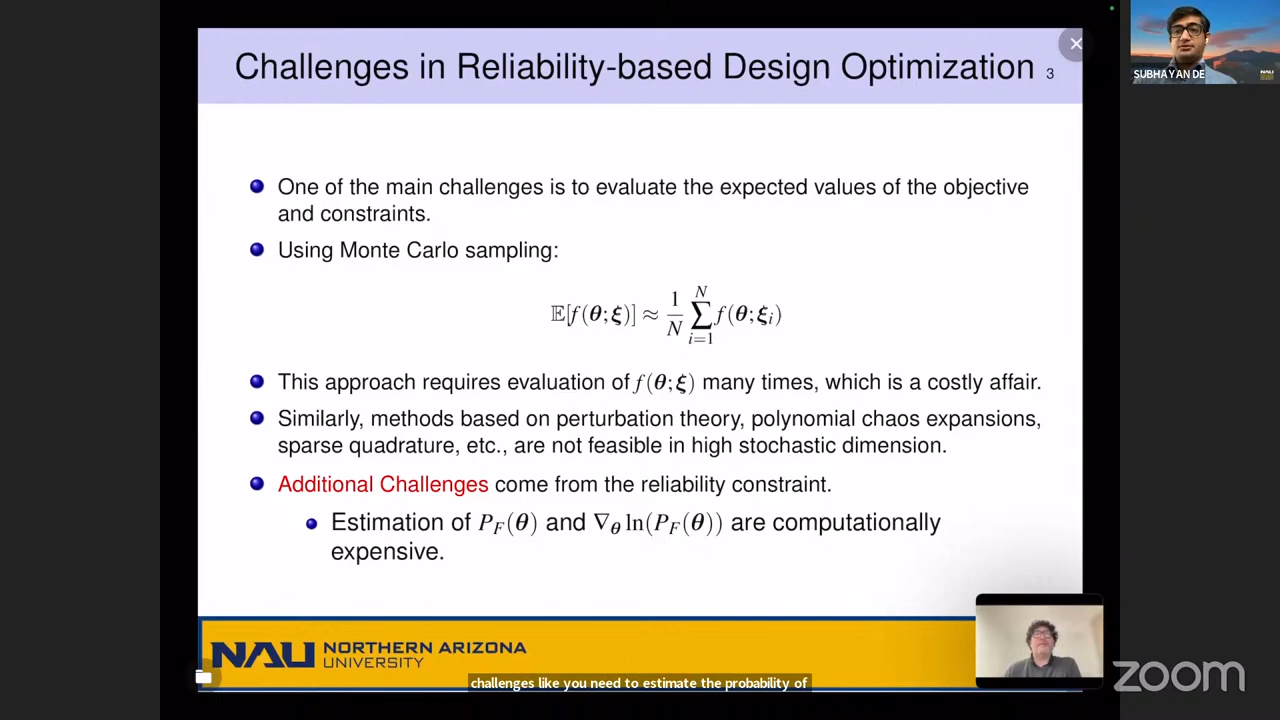 Challenges in Reliability-based Design Optimization 3
SUBHAYAN DE
NAU
One of the main challenges is to evaluate the expected values of the objective
and constraints.
Using Monte Carlo sampling:
𝔼[f(θ;ξ)] ≈ 1/N ∑_{i=1}^{N} f(θ;ξ_i)
This approach requires evaluation of f(θ;ξ) many times, which is a costly affair.
Similarly, methods based on perturbation theory, polynomial chaos expansions,
sparse quadrature, etc., are not feasible in high stochastic dimension.
Additional Challenges come from the reliability constraint.
Estimation of P_F(θ) and ∇_θ ln(P_F(θ)) are computationally
expensive.
NAU NORTHERN ARIZONA
UNIVERSITY
challenges like you need to estimate the probability of
zoom